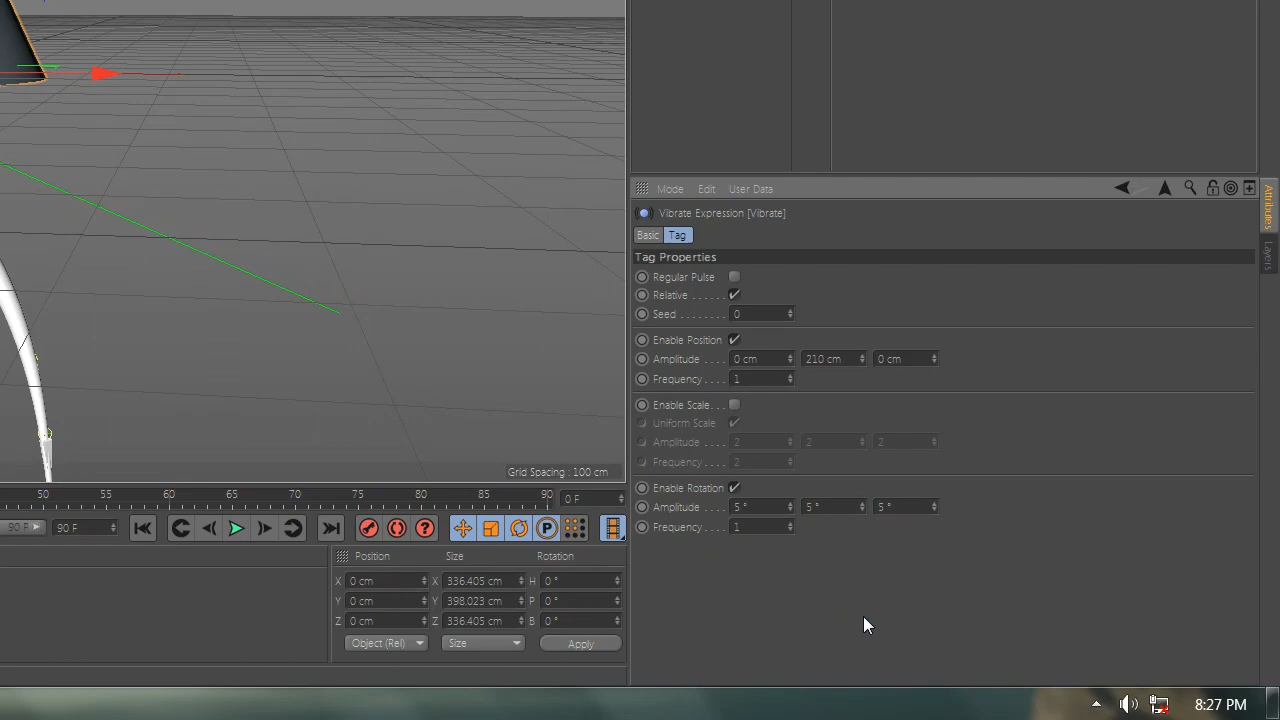 Mode Edit User Data
Attributes
Layers
Vibrate Expression [Vibrate]
Basic Tag
Tag Properties
Regular Pulse
Relative . . . . . .
Seed . . . . . . . . 0
Enable Position
Amplitude . . . . 0 cm 210 cm 0 cm
Frequency . . . . 1
Enable Scale. . .
Uniform Scale
Amplitude . . . . 2 2 2
Frequency . . . . 2
Enable Rotation
Amplitude . . . . 5 ° 5 ° 5 °
Frequency . . . . 1
Grid Spacing : 100 cm
50 55 60 65 70 75 80 85 90 0 F
90 F 90 F
Position Size Rotation
X 0 cm X 336.405 cm H 0 °
Y 0 cm Y 398.023 cm P 0 °
Z 0 cm Z 336.405 cm B 0 °
Object (Rel) Size Apply
8:27 PM